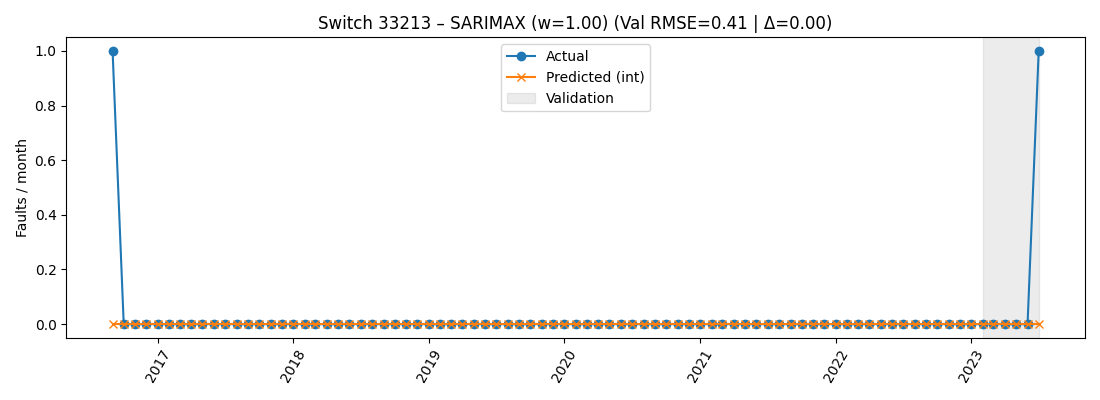 Switch 33213 – SARIMAX (w=1.00) (Val RMSE=0.41 | Δ=0.00)
Faults / month
1.0
0.8
0.6
0.4
0.2
0.0
Actual
Predicted (int)
Validation
2017
2018
2019
2020
2021
2022
2023